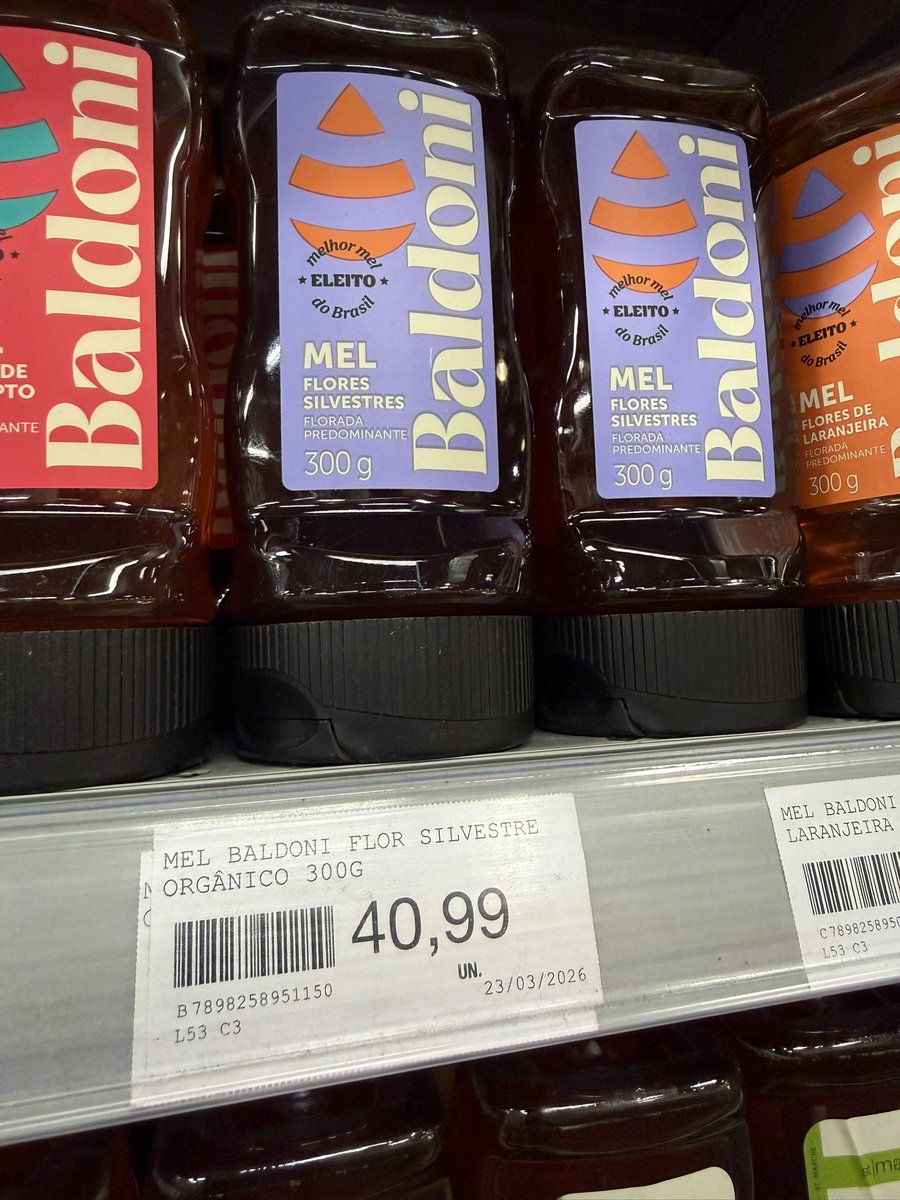 Baldoni
DE
PTO
ANTE
Baldoni
melhor mel
ELEITO
do Brasil
MEL
FLORES
SILVESTRES
FLORADA
PREDOMINANTE
300 g
Baldoni
melhor mel
ELEITO
do Brasil
MEL
FLORES
SILVESTRES
FLORADA
PREDOMINANTE
300 g
melhor mel
ELEITO
do Brasil
MEL
FLORES DE
LARANJEIRA
FLORADA
PREDOMINANTE
300 g
MEL BALDONI FLOR SILVESTRE
ORGÂNICO 300G
40,99
UN.
23/03/2026
B7898258951150
L53 C3
MEL BALDONI
LARANJEIRA
C789825895
L53 C3